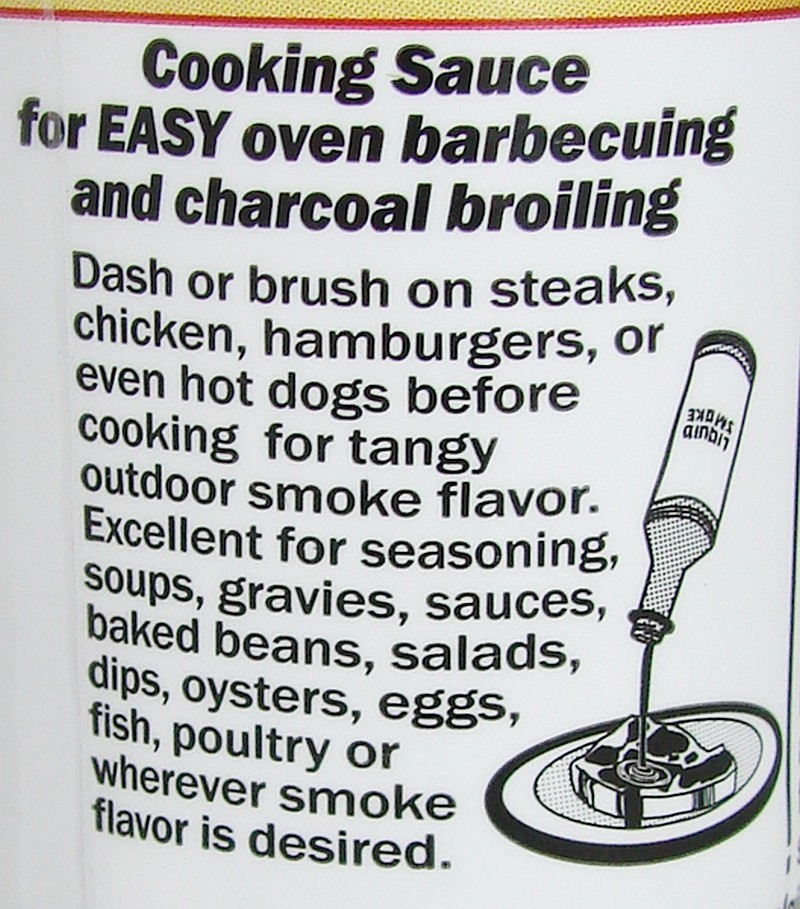 Cooking Sauce
for EASY oven barbecuing
and charcoal broiling
Dash or brush on steaks,
chicken, hamburgers, or
even hot dogs before
cooking for tangy
outdoor smoke flavor.
Excellent for seasoning,
soups, gravies, sauces,
baked beans, salads,
dips, oysters, eggs,
fish, poultry or
wherever smoke
flavor is desired.
LIQUID
SMOKE